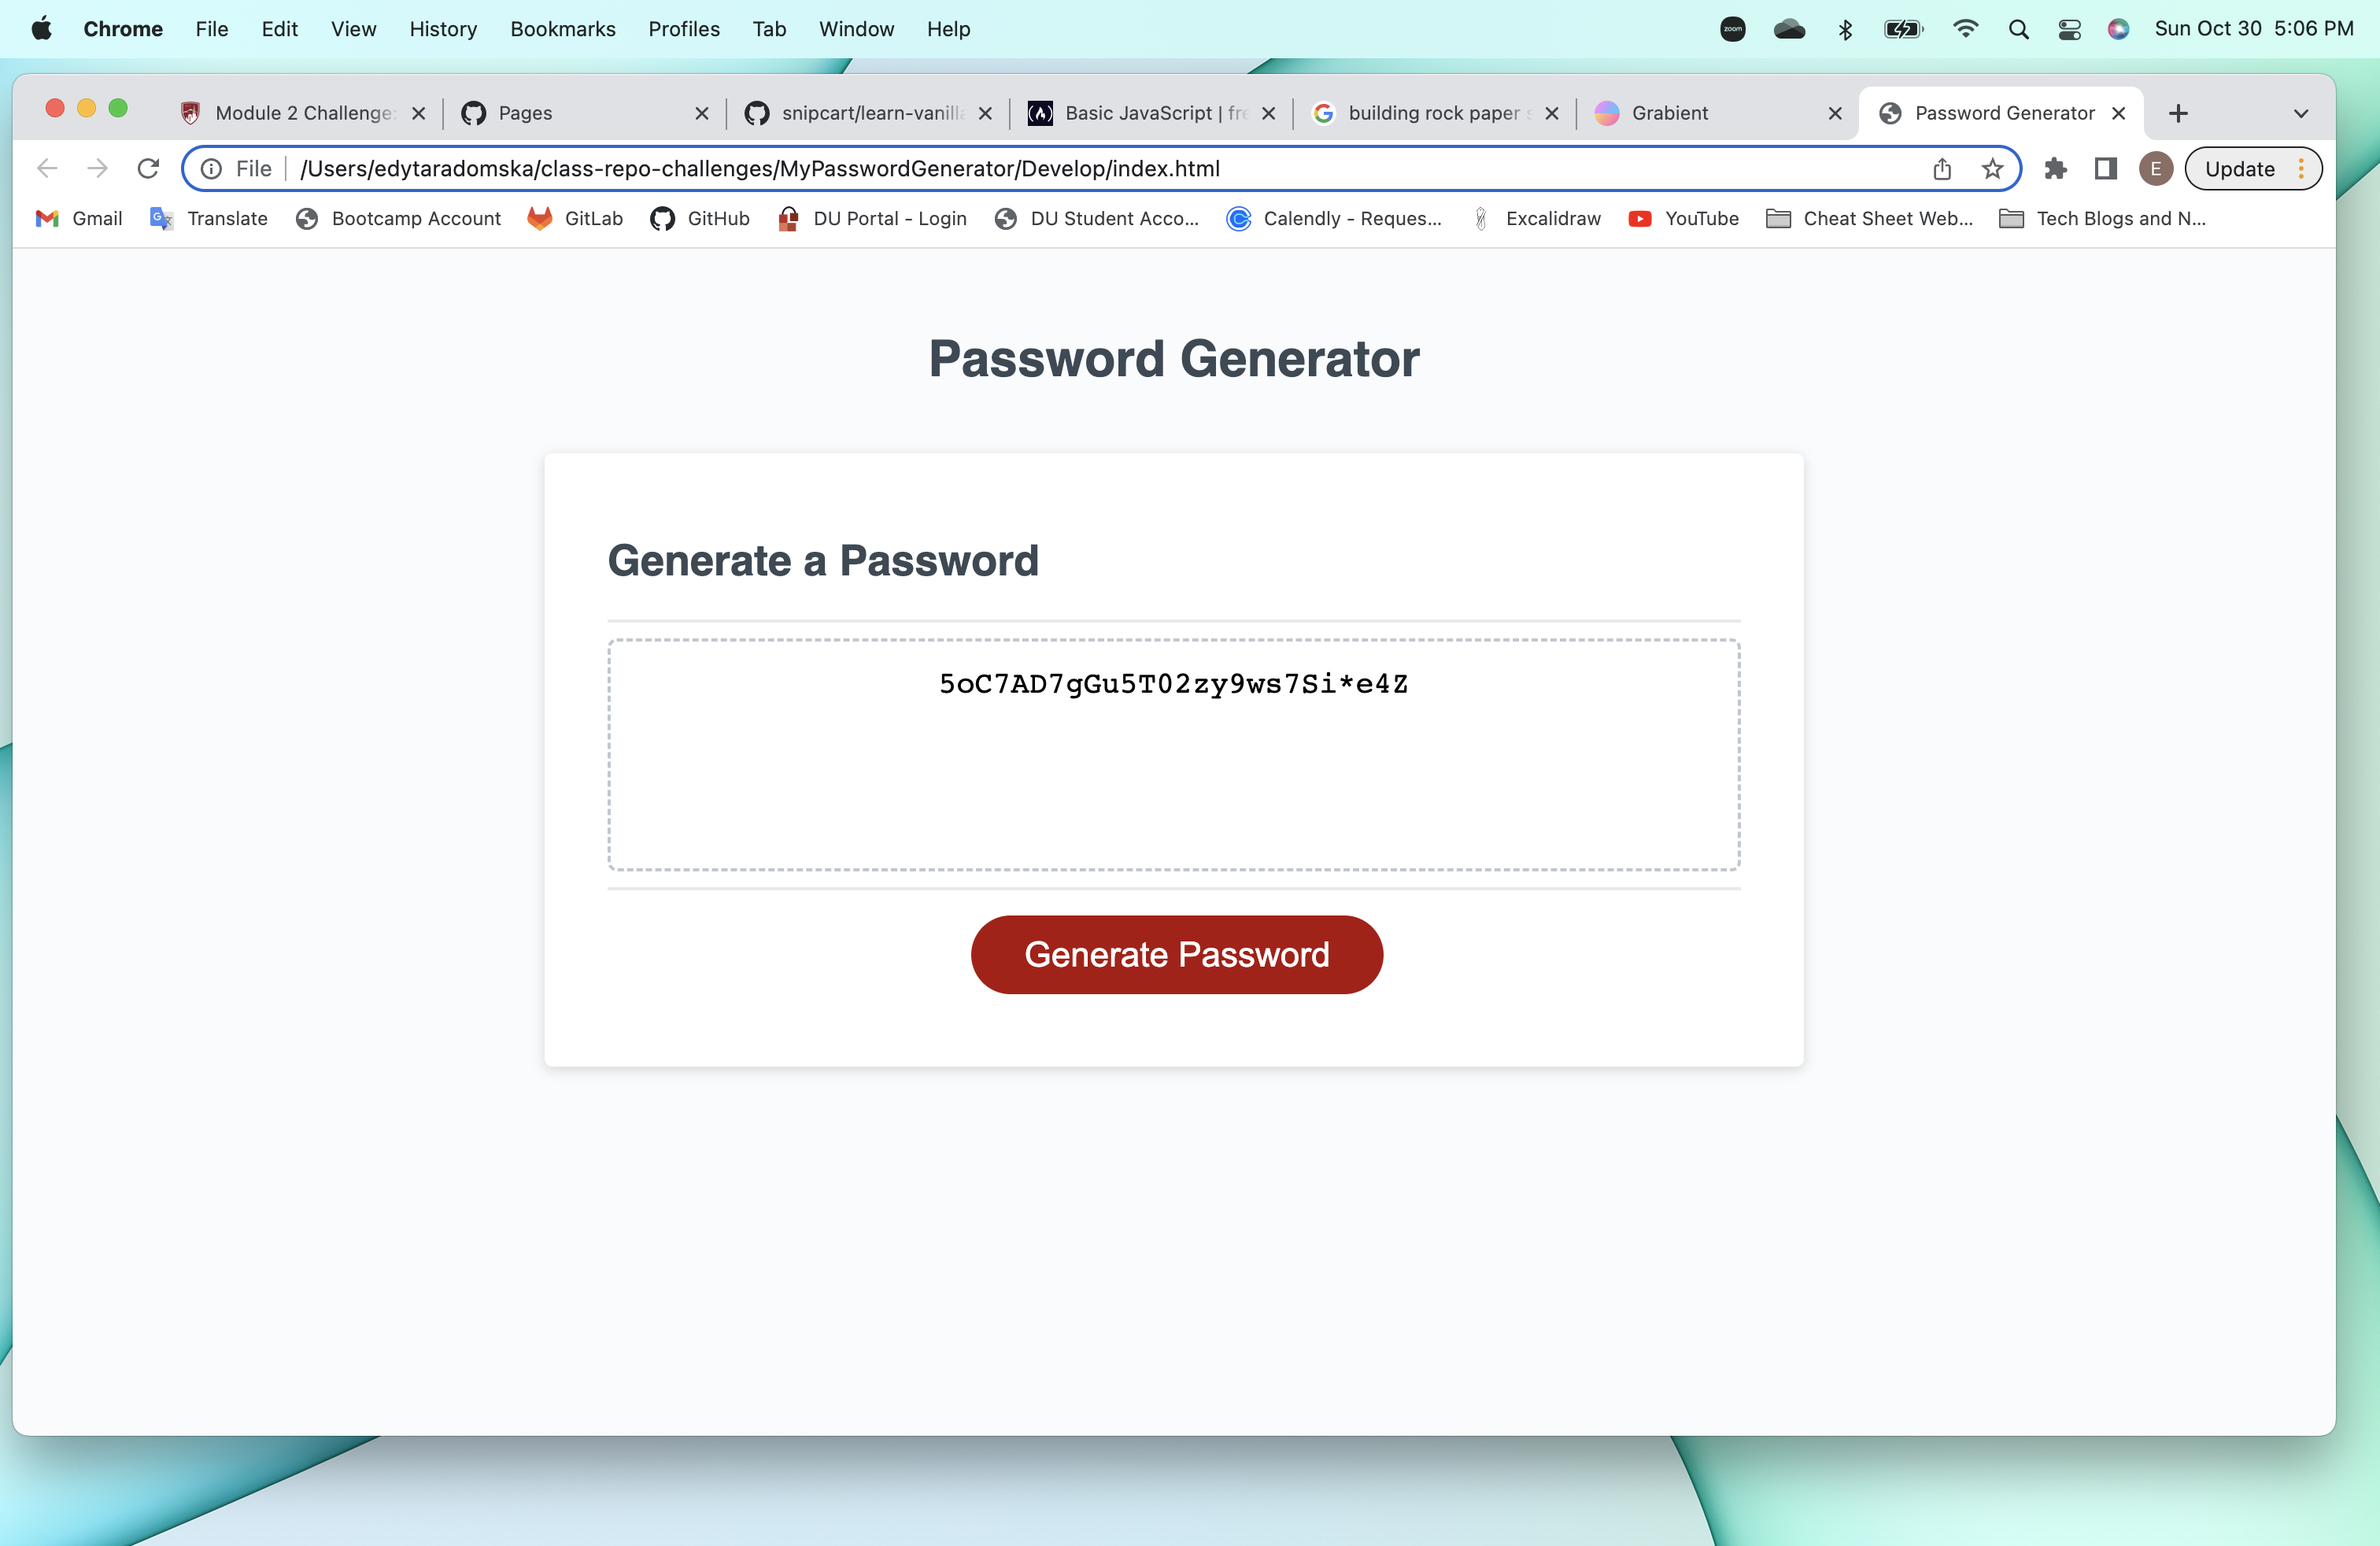 Chrome File Edit View History Bookmarks Profiles Tab Window Help zoom Sun Oct 30 5:06 PM
Module 2 Challenge: Pages snipcart/learn-vanilla Basic JavaScript | fre building rock paper s Grabient Password Generator
File /Users/edytaradomska/class-repo-challenges/MyPasswordGenerator/Develop/index.html E Update
Gmail Translate Bootcamp Account GitLab GitHub DU Portal - Login DU Student Acco... Calendly - Reques... Excalidraw YouTube Cheat Sheet Web... Tech Blogs and N...
Password Generator
Generate a Password
5oC7AD7gGu5T02zy9ws7Si*e4Z
Generate Password